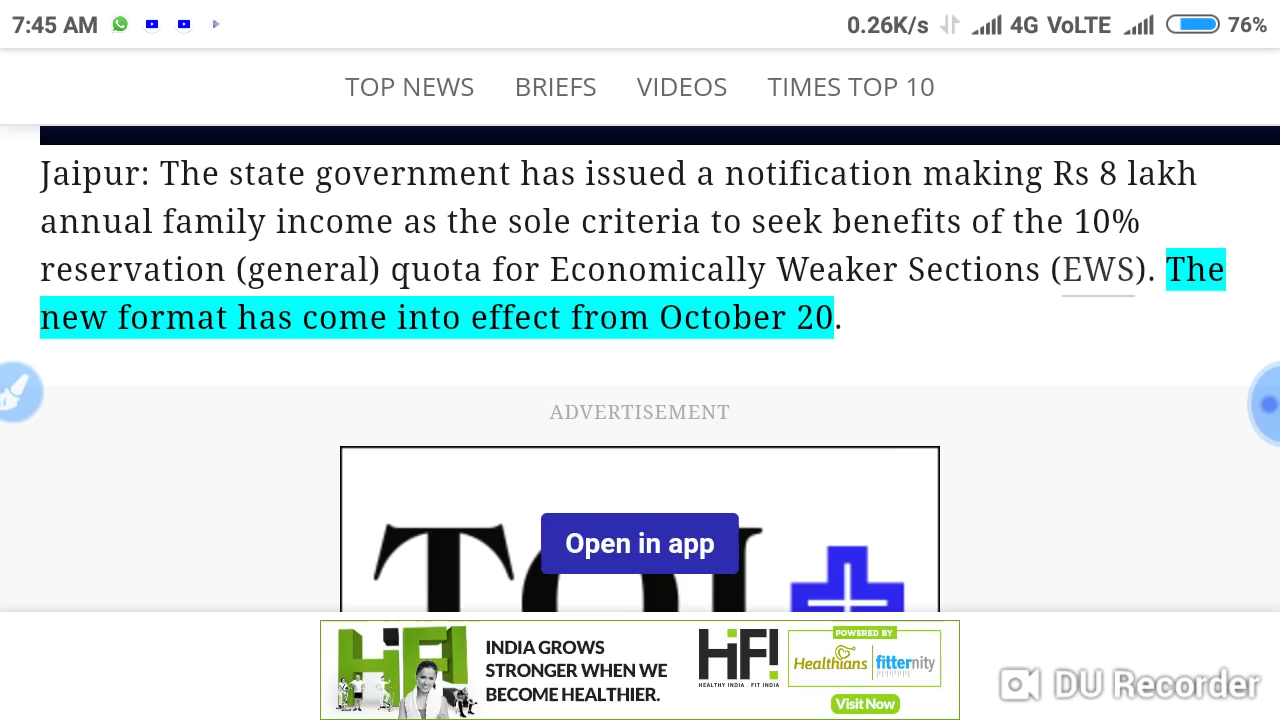 7:45 AM
0.26K/s 4G VoLTE 76%
TOP NEWS BRIEFS VIDEOS TIMES TOP 10
Jaipur: The state government has issued a notification making Rs 8 lakh
annual family income as the sole criteria to seek benefits of the 10%
reservation (general) quota for Economically Weaker Sections (EWS). The
new format has come into effect from October 20.
ADVERTISEMENT
TOI+
Open in app
HiF!
INDIA GROWS
STRONGER WHEN WE
BECOME HEALTHIER.
HiF!
HEALTHY INDIA . FIT INDIA
POWERED BY
Healthians fitternity
Visit Now
DU Recorder